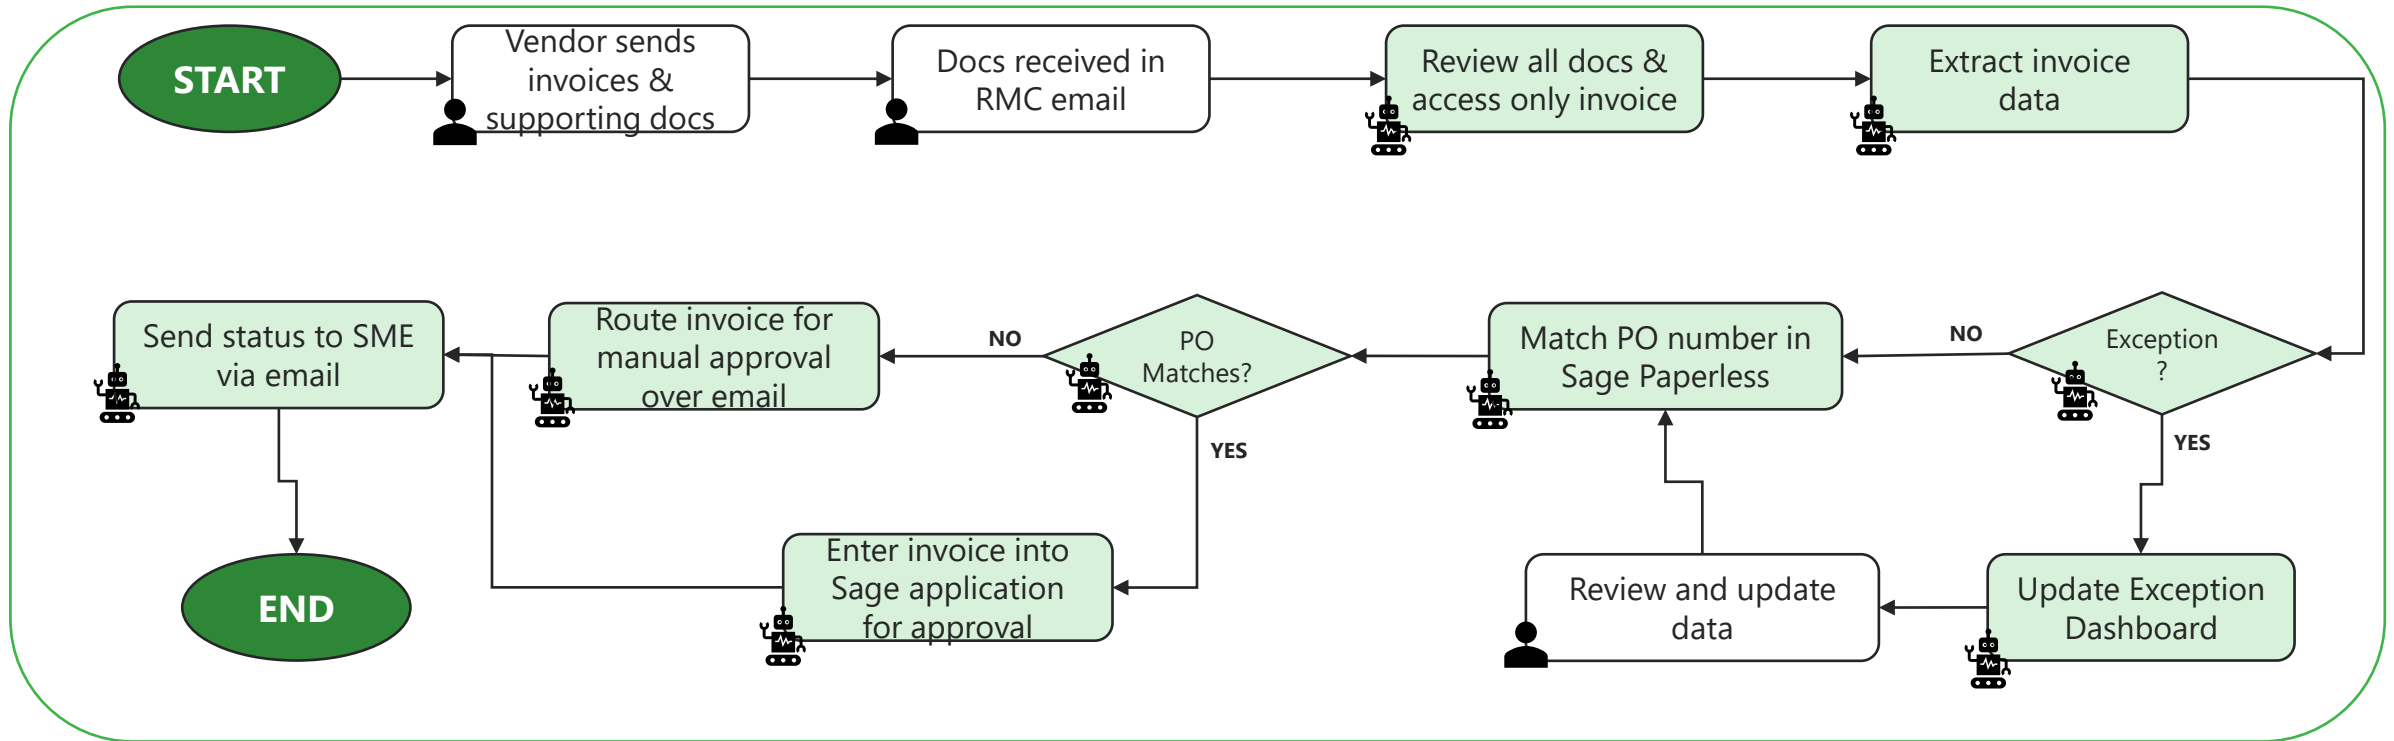 START
Vendor sends
invoices &
supporting docs
Docs received in
RMC email
Review all docs &
access only invoice
Extract invoice
data
Exception
?
NO
YES
Match PO number in
Sage Paperless
PO
Matches?
NO
YES
Route invoice for
manual approval
over email
Send status to SME
via email
Update Exception
Dashboard
Review and update
data
Enter invoice into
Sage application
for approval
END